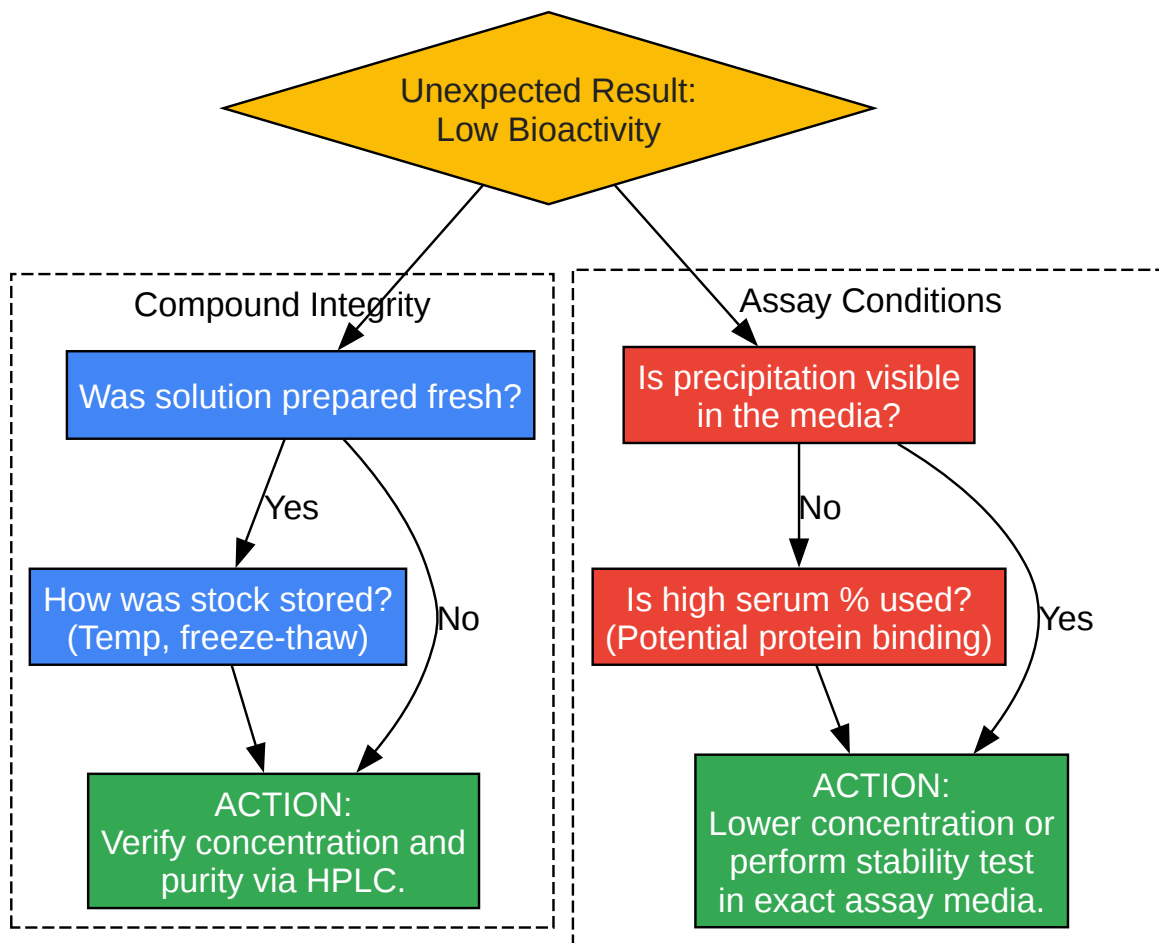 Unexpected Result:
Low Bioactivity
Compound Integrity
Was solution prepared fresh?
Yes
How was stock stored?
(Temp, freeze-thaw)
No
ACTION:
Verify concentration and
purity via HPLC.
Assay Conditions
Is precipitation visible
in the media?
No
Is high serum % used?
(Potential protein binding)
Yes
ACTION:
Lower concentration or
perform stability test
in exact assay media.